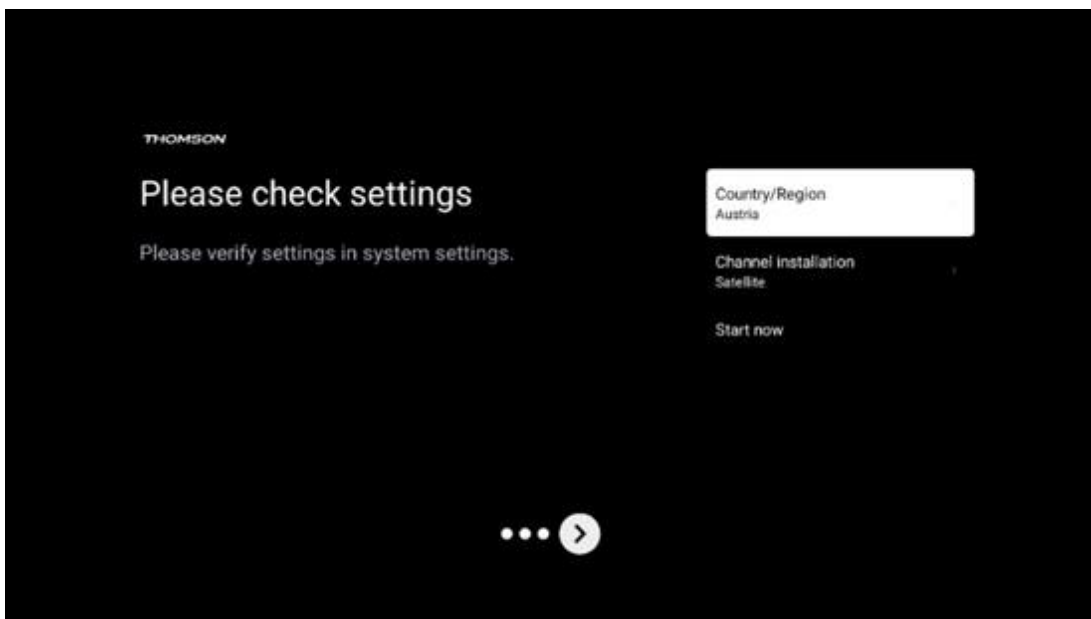 THOMSON
Please check settings
Please verify settings in system settings.
Country/Region
Austria
Channel installation
Satellite
Start now